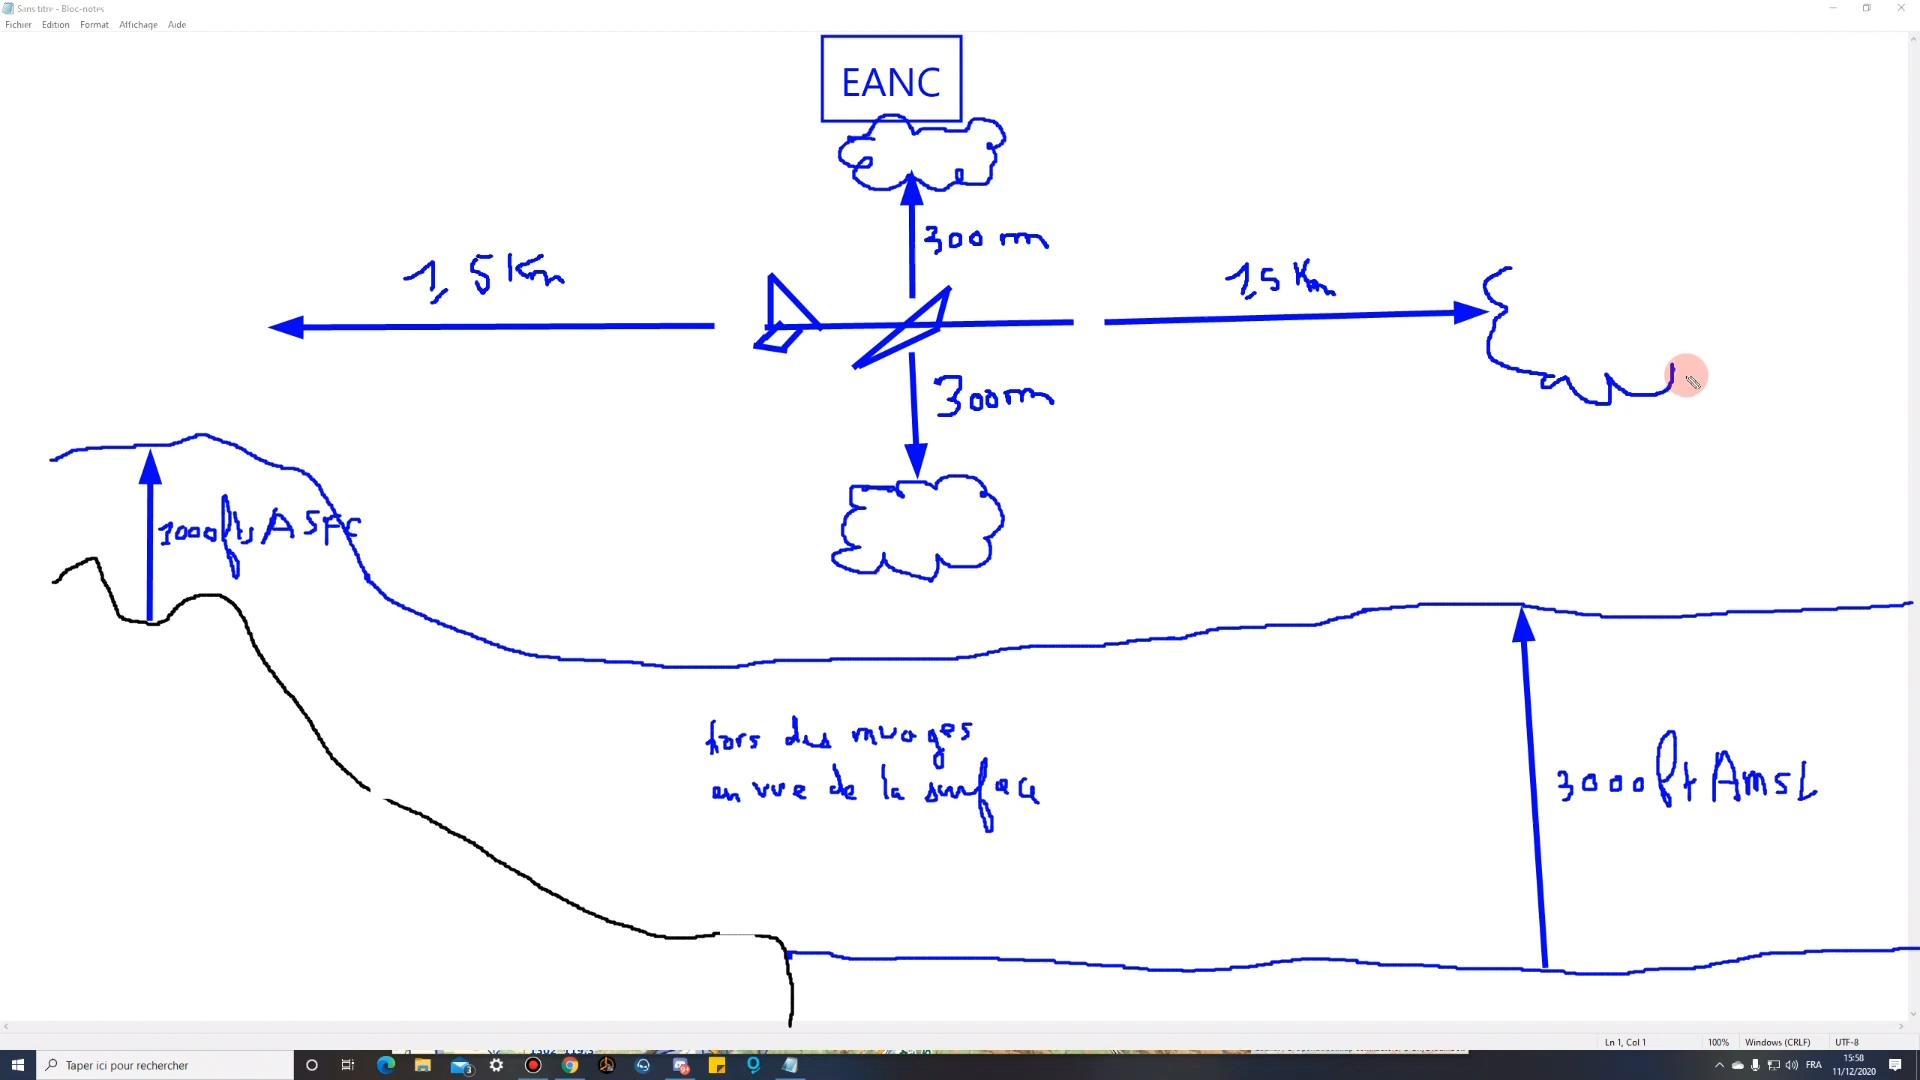 Sans titre - Bloc-notes
Fichier Edition Format Affichage Aide
EANC
300 m
1,5 Km
1,5 Km
300m
1000fts ASFC
hors des nuages
en vue de la surface
3000ft AmSL
Ln 1, Col 1 100% Windows (CRLF) UTF-8
Taper ici pour rechercher
FRA
15:58
11/12/2020